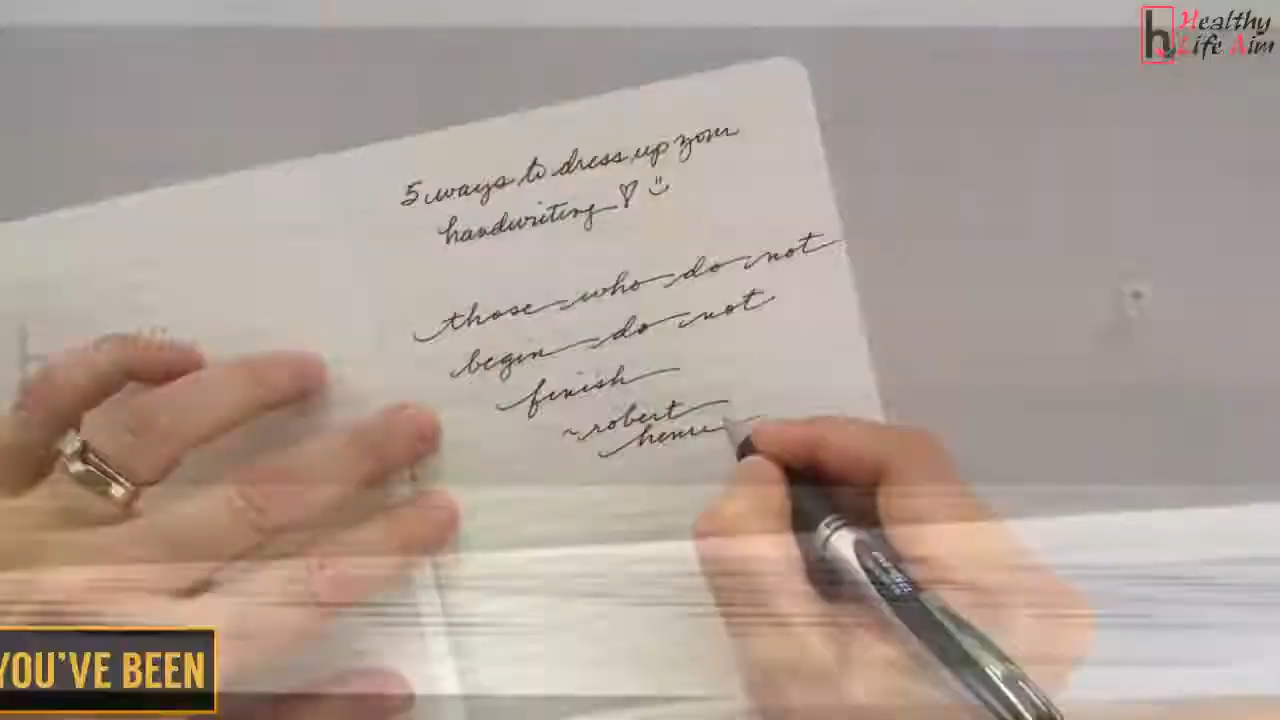 Healthy
Life Aim
5 ways to dress up your
handwriting ♡ :)
those who do not
begin do not
finish
~robert
henri
YOU'VE BEEN